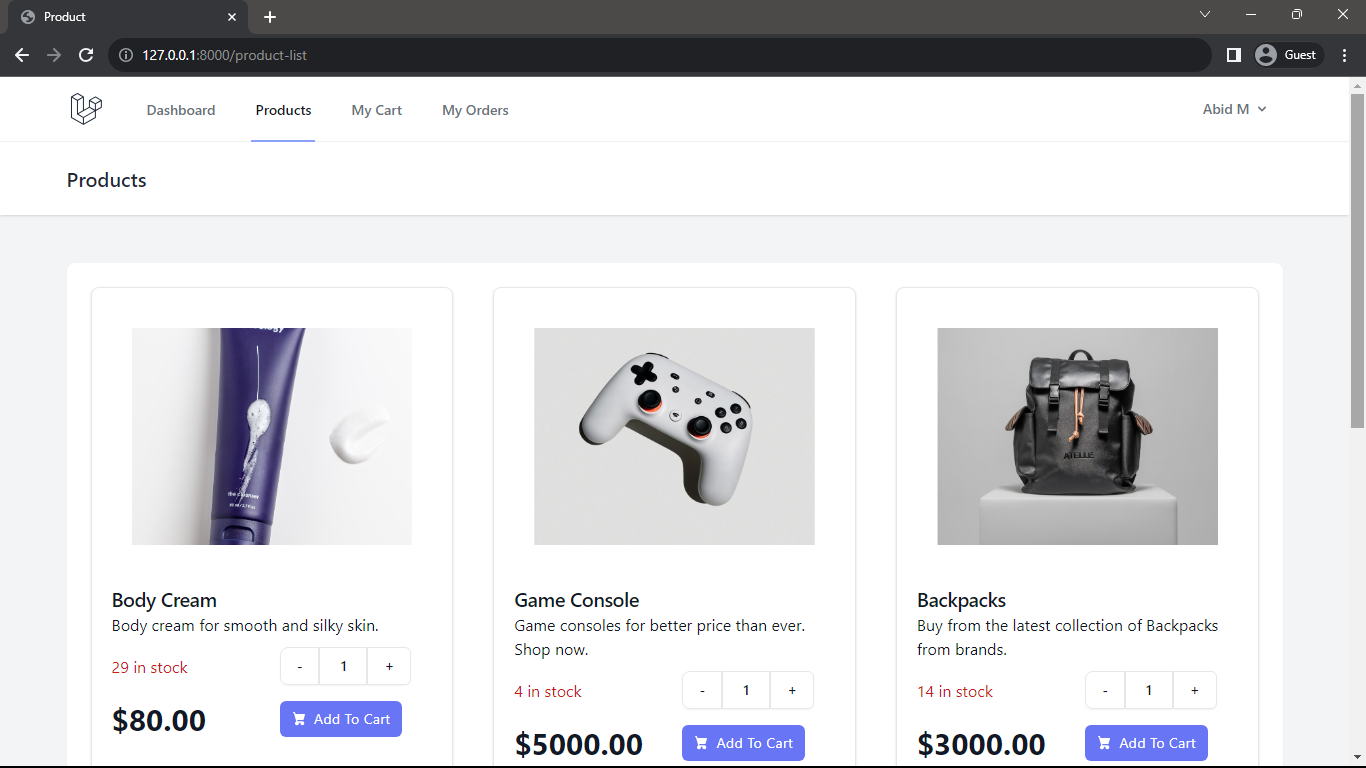 Product
127.0.0.1:8000/product-list
Guest
Dashboard Products My Cart My Orders Abid M
Products
the cleanser
ATELLE
Body Cream
Body cream for smooth and silky skin.
29 in stock - 1 +
$80.00 Add To Cart
Game Console
Game consoles for better price than ever.
Shop now.
4 in stock - 1 +
$5000.00 Add To Cart
Backpacks
Buy from the latest collection of Backpacks
from brands.
14 in stock - 1 +
$3000.00 Add To Cart